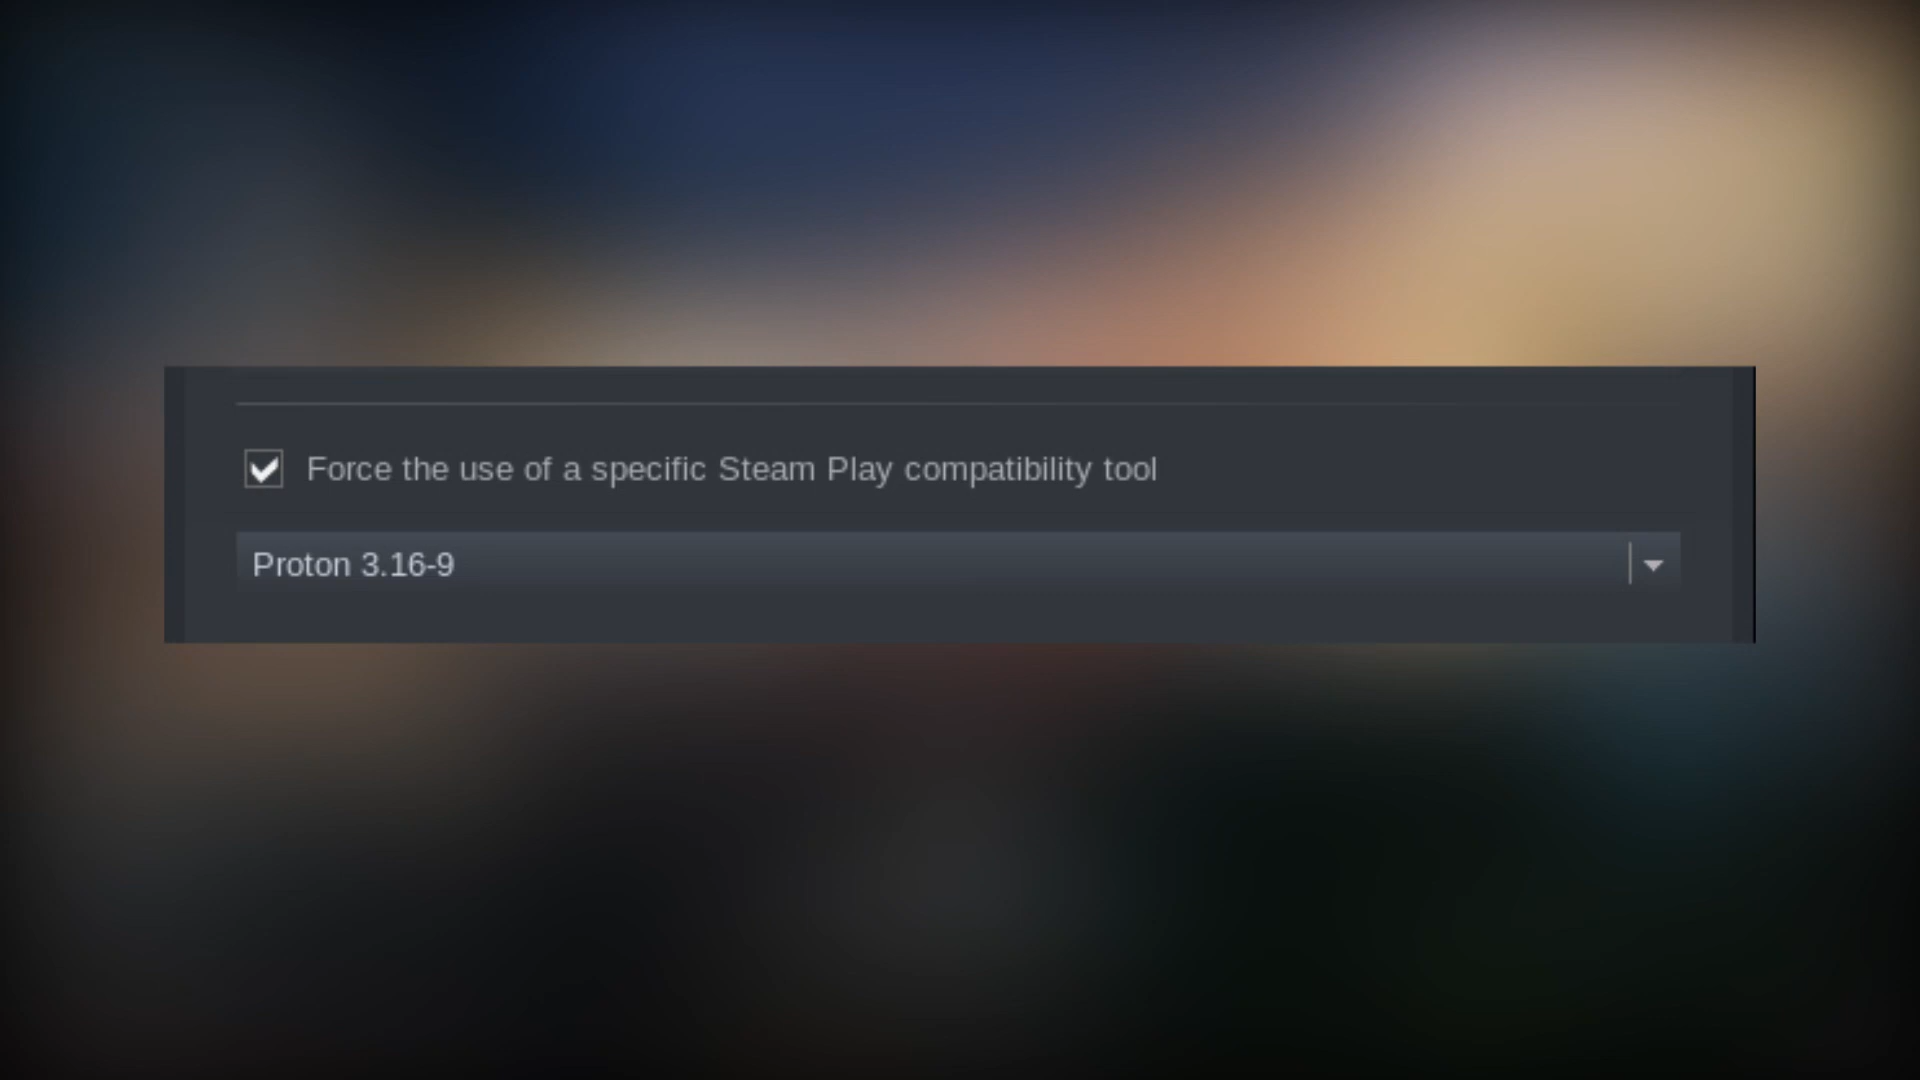 Force the use of a specific Steam Play compatibility tool
Proton 3.16-9